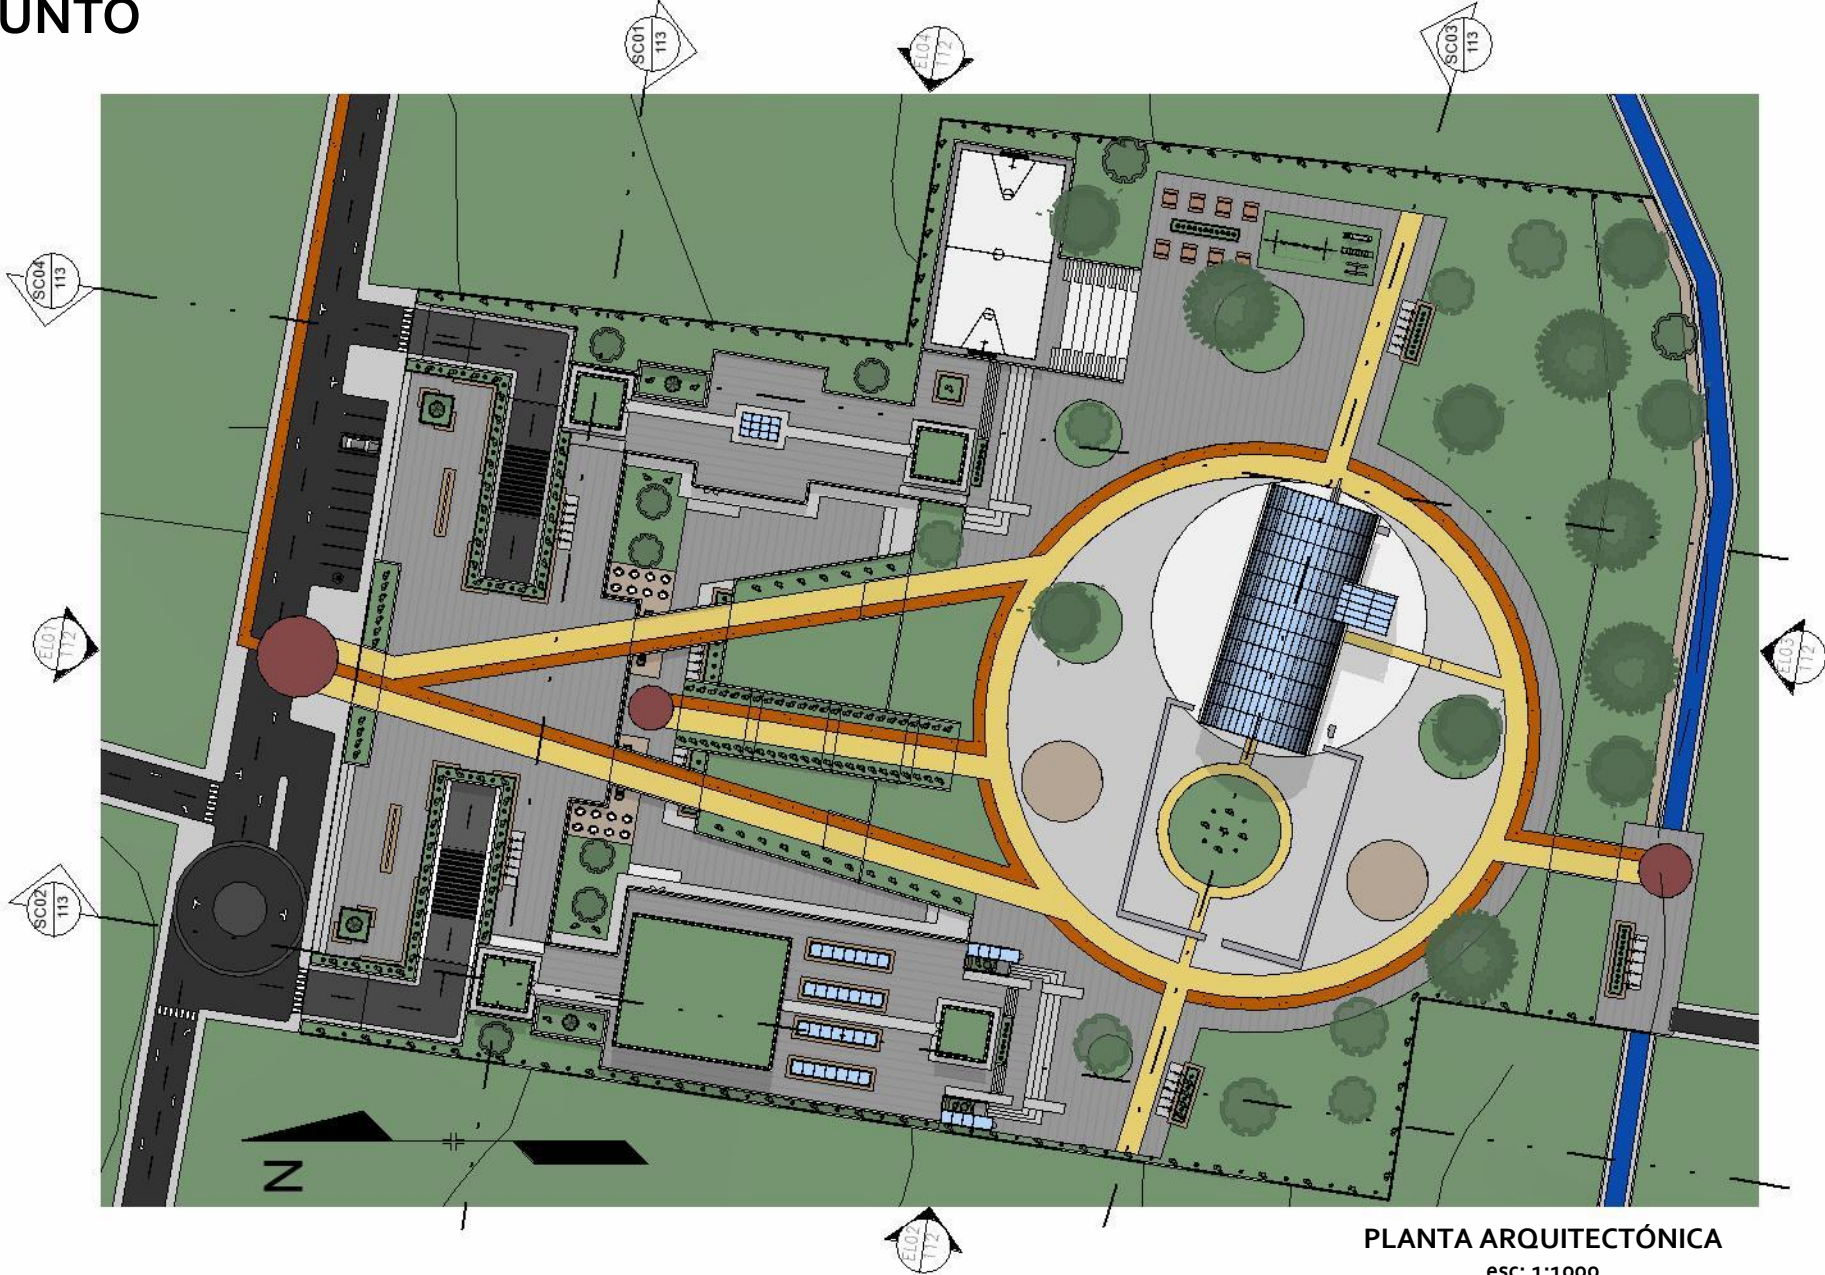 UNTO
SC01
113
EL04
112
SC03
113
SC04
113
EL01
112
EL03
112
SC02
113
N
EL02
112
PLANTA ARQUITECTÓNICA
esc: 1:1000